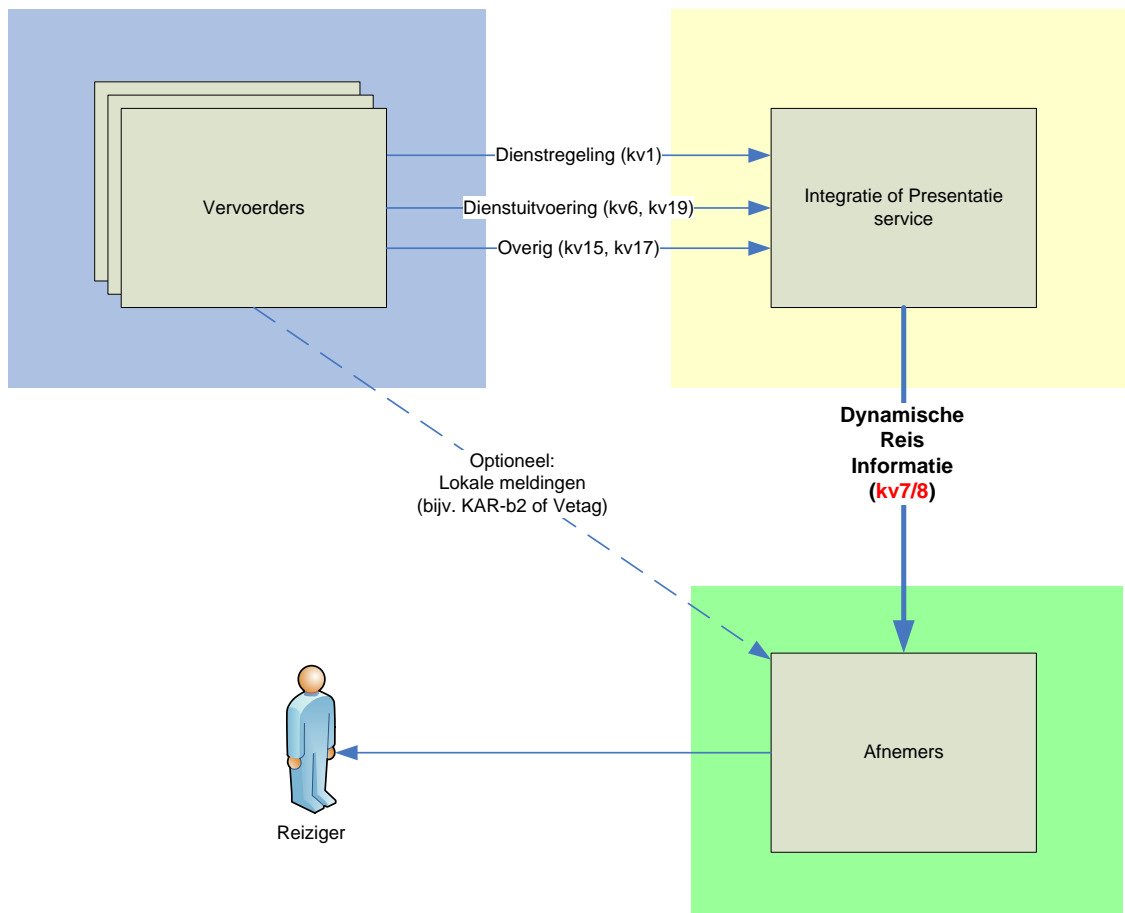 Vervoerders
Dienstregeling (kv1)
Dienstuitvoering (kv6, kv19)
Overig (kv15, kv17)
Integratie of Presentatie
service
Dynamische
Reis
Informatie
(kv7/8)
Optioneel:
Lokale meldingen
(bijv. KAR-b2 of Vetag)
Afnemers
Reiziger